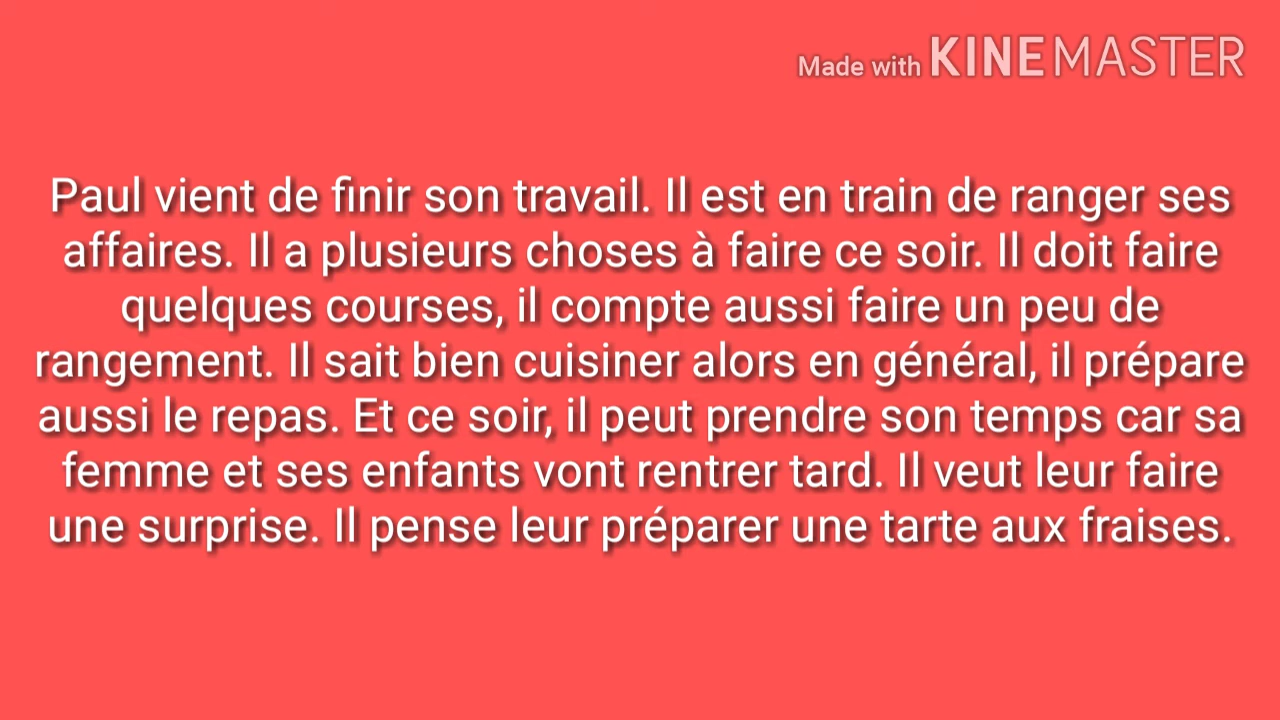 Made with KINEMASTER
Paul vient de finir son travail. Il est en train de ranger ses
affaires. Il a plusieurs choses à faire ce soir. Il doit faire
quelques courses, il compte aussi faire un peu de
rangement. Il sait bien cuisiner alors en général, il prépare
aussi le repas. Et ce soir, il peut prendre son temps car sa
femme et ses enfants vont rentrer tard. Il veut leur faire
une surprise. Il pense leur préparer une tarte aux fraises.